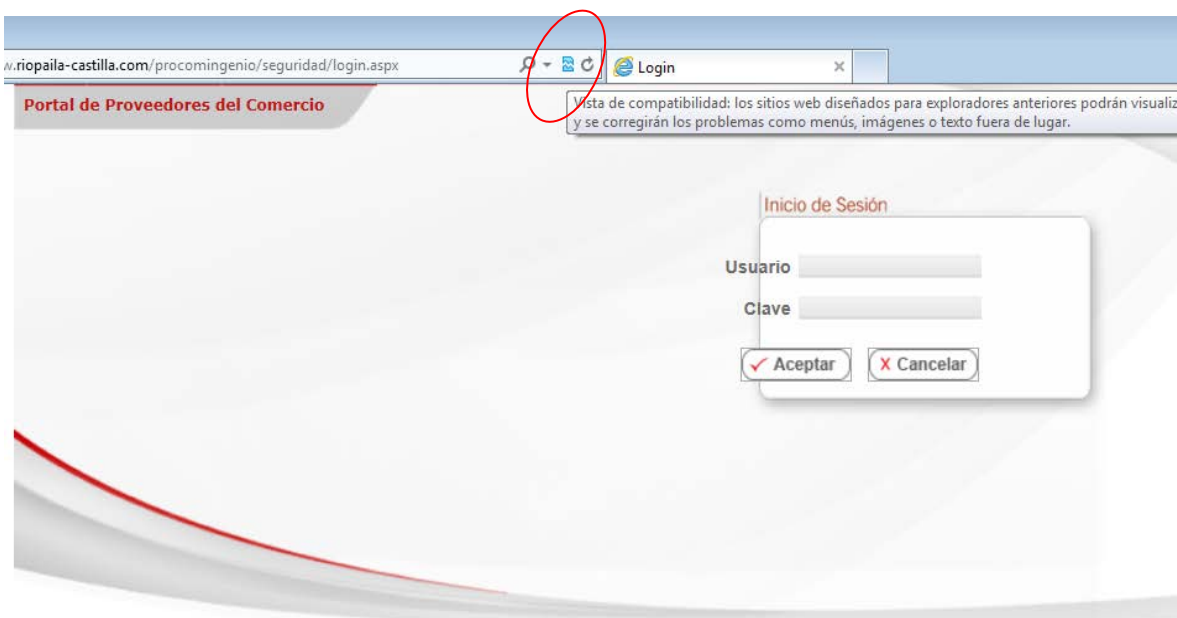 w.riopaila-castilla.com/procomingenio/seguridad/login.aspx
Login
Portal de Proveedores del Comercio
Vista de compatibilidad: los sitios web diseñados para exploradores anteriores podrán visualiz
y se corregirán los problemas como menús, imágenes o texto fuera de lugar.
Inicio de Sesión
Usuario
Clave
Aceptar
X Cancelar